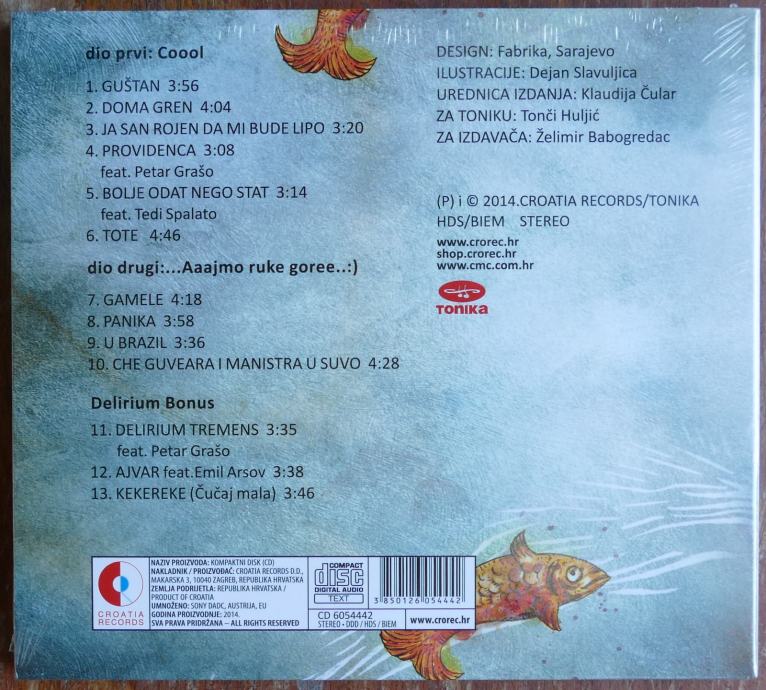 dio prvi: Coool
1. GUŠTAN 3:56
2. DOMA GREN 4:04
3. JA SAN ROJEN DA MI BUDE LIPO 3:20
4. PROVIDENCA 3:08
feat. Petar Grašo
5. BOLJE ODAT NEGO STAT 3:14
feat. Tedi Spalato
6. TOTE 4:46
dio drugi:...Aaajmo ruke goree..:)
7. GAMELE 4:18
8. PANIKA 3:58
9. U BRAZIL 3:36
10. CHE GUVEARA I MANISTRA U SUVO 4:28
Delirium Bonus
11. DELIRIUM TREMENS 3:35
feat. Petar Grašo
12. AJVAR feat.Emil Arsov 3:38
13. KEKEREKE (Čučaj mala) 3:46
DESIGN: Fabrika, Sarajevo
ILUSTRACIJE: Dejan Slavuljica
UREDNICA IZDANJA: Klaudija Čular
ZA TONIKU: Tonči Huljić
ZA IZDAVAČA: Želimir Babogredac
(P) i © 2014.CROATIA RECORDS/TONIKA
HDS/BIEM STEREO
www.crorec.hr
shop.crorec.hr
www.cmc.com.hr
TONIKA
CROATIA
RECORDS
NAZIV PROIZVODA: KOMPAKTNI DISK (CD)
NAKLADNIK / PROIZVOĐAČ: CROATIA RECORDS D.D.,
MAKARSKA 3, 10040 ZAGREB, REPUBLIKA HRVATSKA
ZEMLJA PODRIJETLA: REPUBLIKA HRVATSKA /
PRODUCT OF CROATIA
UMNOŽENO: SONY DADC, AUSTRIJA, EU
GODINA PROIZVODNJE: 2014.
SVA PRAVA PRIDRŽANA – ALL RIGHTS RESERVED
COMPACT
disc
DIGITAL AUDIO
TEXT
CD 6054442
STEREO • DDD / HDS / BIEM
3 850126 054442
www.crorec.hr